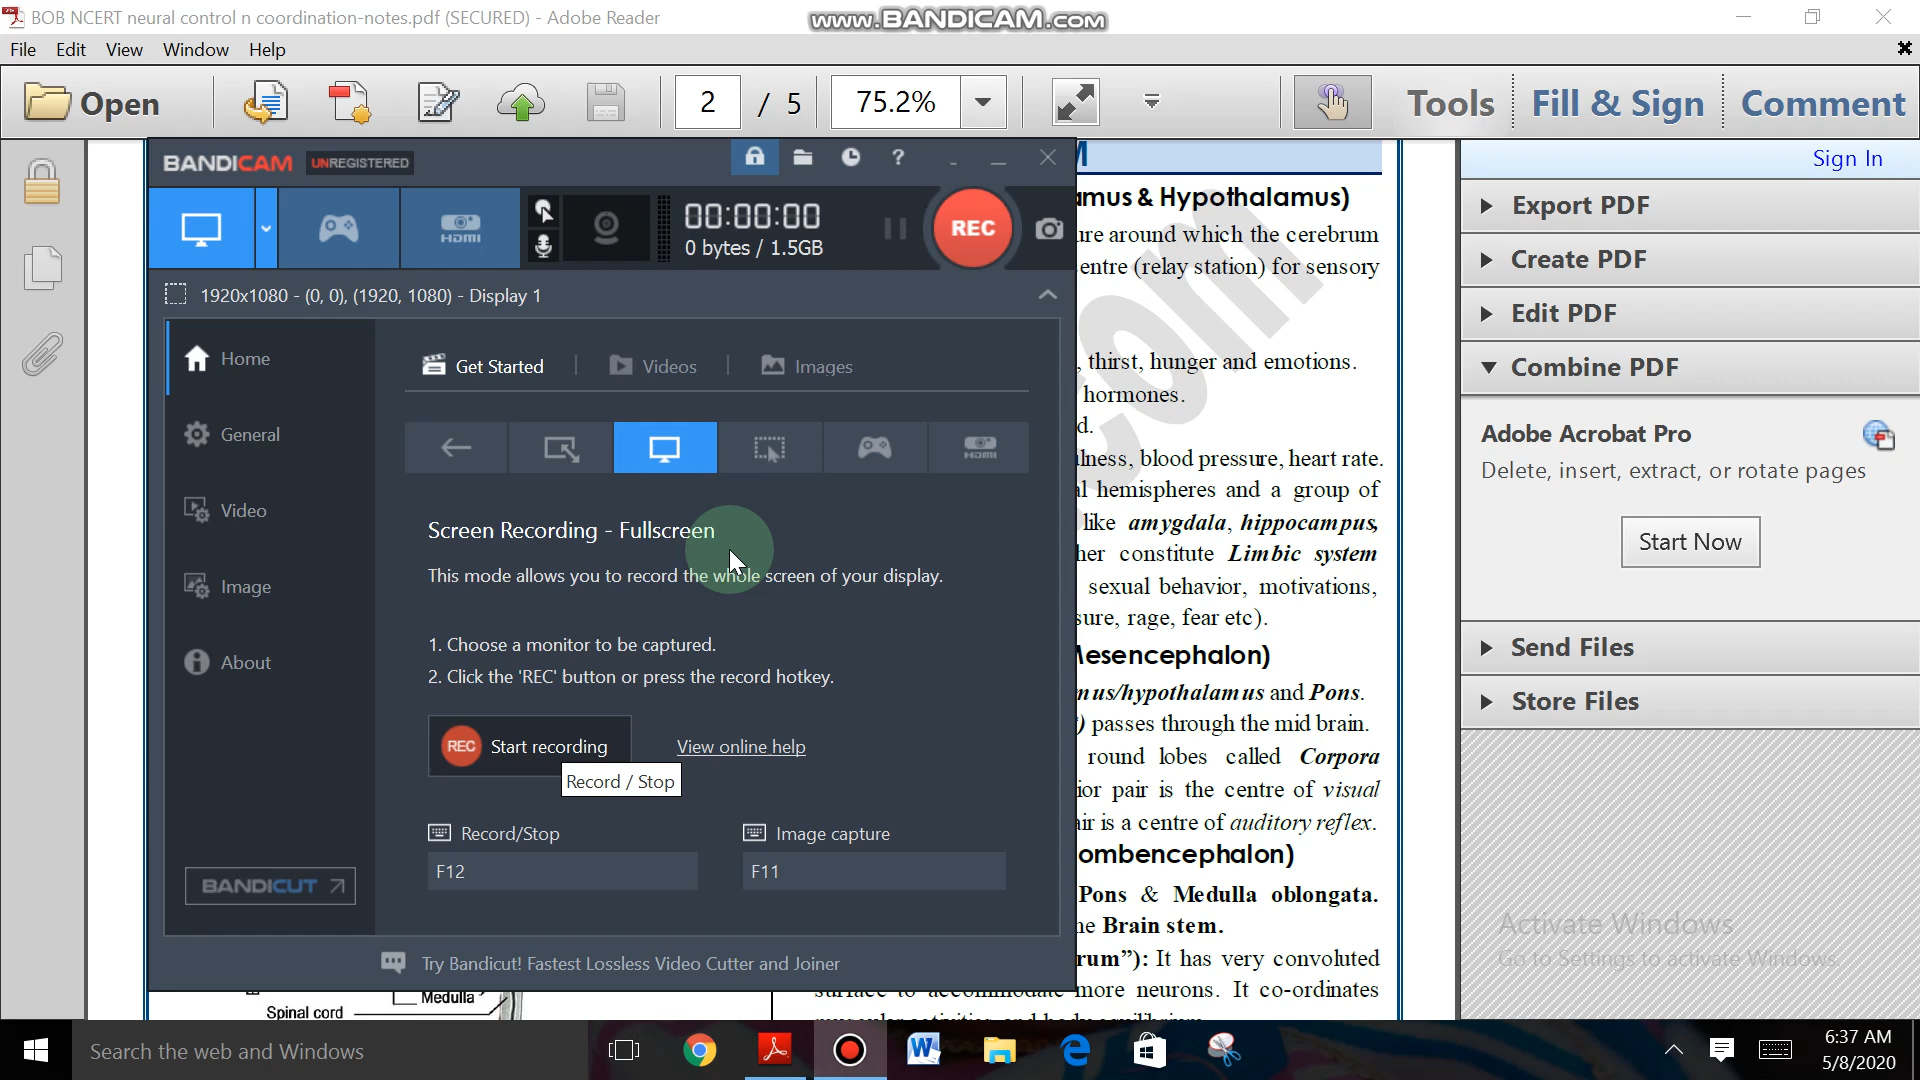 BOB NCERT neural control n coordination-notes.pdf (SECURED) - Adobe Reader
www.BANDICAM.com
File Edit View Window Help
Open
2 / 5
75.2%
Tools
Fill & Sign
Comment
BANDICAM UNREGISTERED
?
Sign In
Export PDF
Create PDF
Edit PDF
Combine PDF
Adobe Acrobat Pro
Delete, insert, extract, or rotate pages
Start Now
Send Files
Store Files
HDMI
00:00:00
0 bytes / 1.5GB
REC
1920x1080 - (0, 0), (1920, 1080) - Display 1
Home
General
Video
Image
About
BANDICUT
Get Started
Videos
Images
HDMI
Screen Recording - Fullscreen
This mode allows you to record the whole screen of your display.
1. Choose a monitor to be captured.
2. Click the 'REC' button or press the record hotkey.
REC Start recording
View online help
Record / Stop
Record/Stop
F12
Image capture
F11
Try Bandicut! Fastest Lossless Video Cutter and Joiner
amus & Hypothalamus)
ure around which the cerebrum
entre (relay station) for sensory
, thirst, hunger and emotions.
hormones.
d.
lness, blood pressure, heart rate.
l hemispheres and a group of
like amygdala, hippocampus,
her constitute Limbic system
sexual behavior, motivations,
sure, rage, fear etc).
Mesencephalon)
mus/hypothalamus and Pons.
) passes through the mid brain.
round lobes called Corpora
ior pair is the centre of visual
air is a centre of auditory reflex.
ombencephalon)
Pons & Medulla oblongata.
he Brain stem.
rum”): It has very convoluted
surface to accommodate more neurons. It co-ordinates
muscular activities and body equilibrium.
.com
Medulla
Spinal cord
Activate Windows
Go to Settings to activate Windows.
Search the web and Windows
6:37 AM
5/8/2020